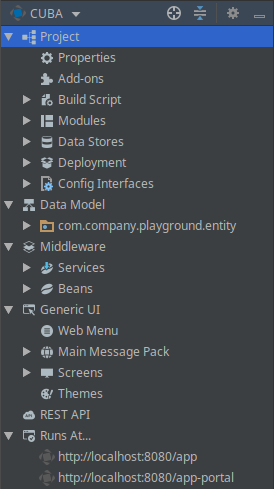 CUBA
Project
Properties
Add-ons
Build Script
Modules
Data Stores
Deployment
Config Interfaces
Data Model
com.company.playground.entity
Middleware
Services
Beans
Generic UI
Web Menu
Main Message Pack
Screens
Themes
REST API
Runs At...
http://localhost:8080/app
http://localhost:8080/app-portal